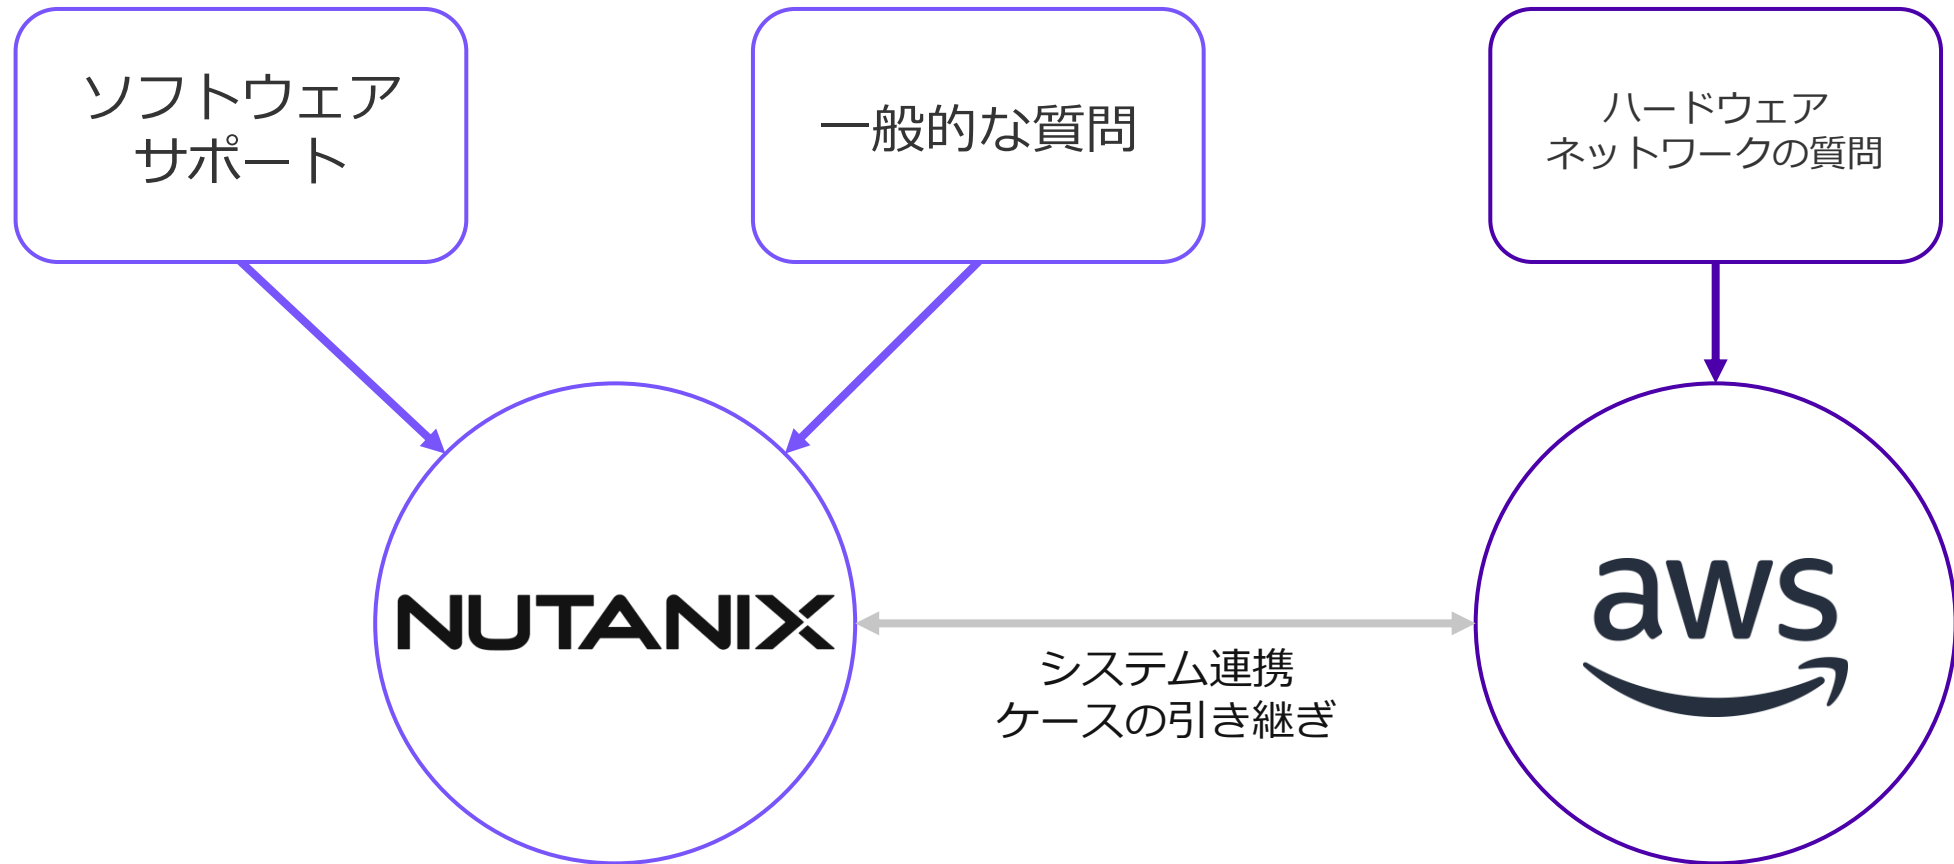 ソフトウェア
サポート
一般的な質問
ハードウェア
ネットワークの質問
NUTANIX
aws
システム連携
ケースの引き継ぎ